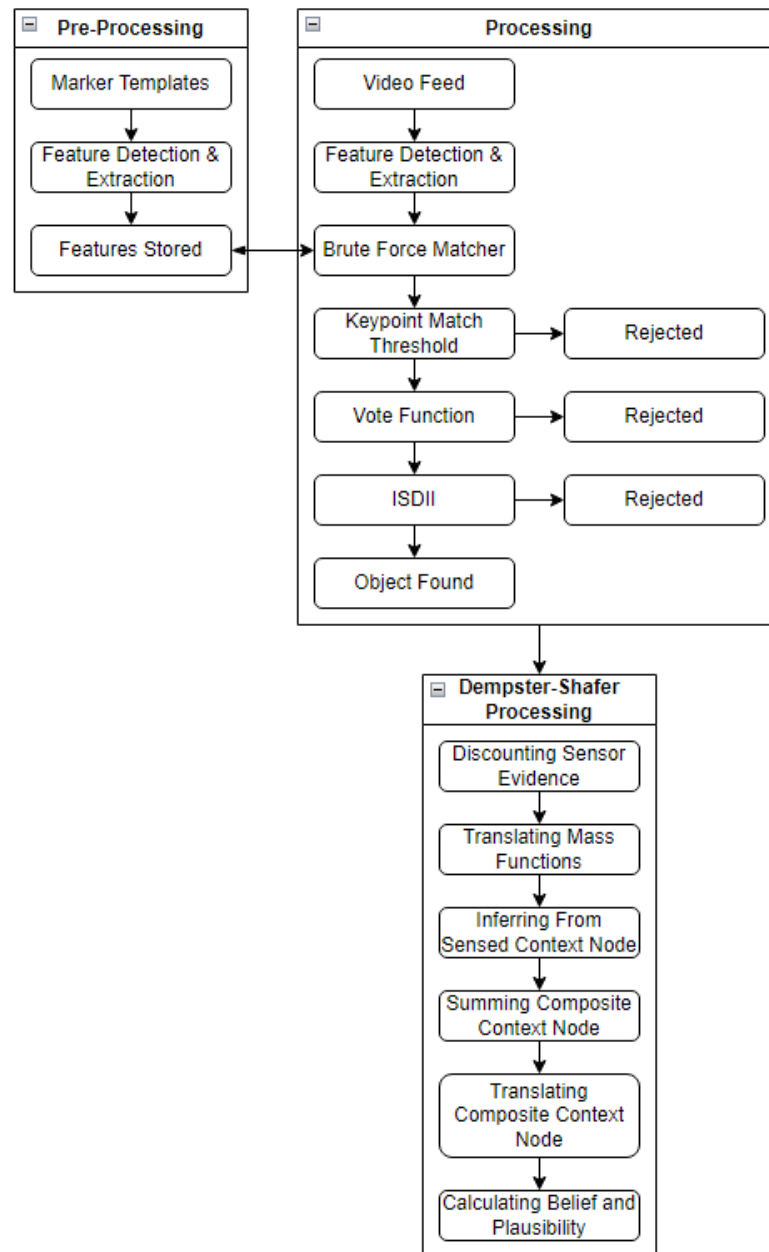 Pre-Processing
Marker Templates
Feature Detection &
Extraction
Features Stored
Processing
Video Feed
Feature Detection &
Extraction
Brute Force Matcher
Keypoint Match
Threshold
Rejected
Vote Function
Rejected
ISDII
Rejected
Object Found
Dempster-Shafer
Processing
Discounting Sensor
Evidence
Translating Mass
Functions
Inferring From
Sensed Context Node
Summing Composite
Context Node
Translating
Composite Context
Node
Calculating Belief and
Plausibility